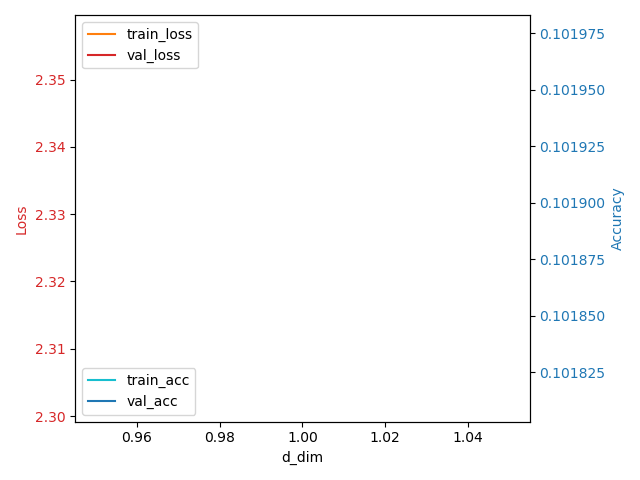 train_loss
val_loss
2.35
2.34
2.33
2.32
2.31
2.30
Loss
0.101975
0.101950
0.101925
0.101900
0.101875
0.101850
0.101825
Accuracy
train_acc
val_acc
0.96 0.98 1.00 1.02 1.04
d_dim